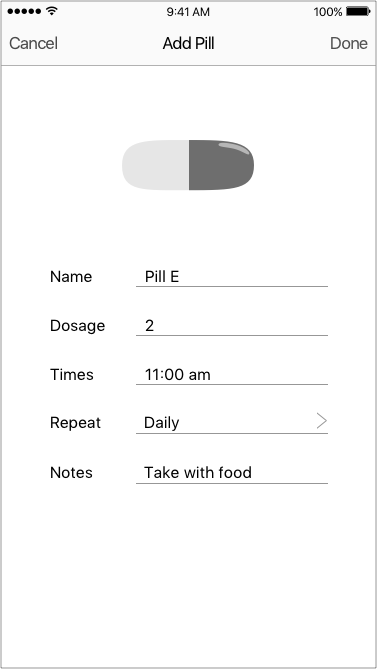 9:41 AM 100%
Cancel Add Pill Done
Name Pill E
Dosage 2
Times 11:00 am
Repeat Daily
Notes Take with food